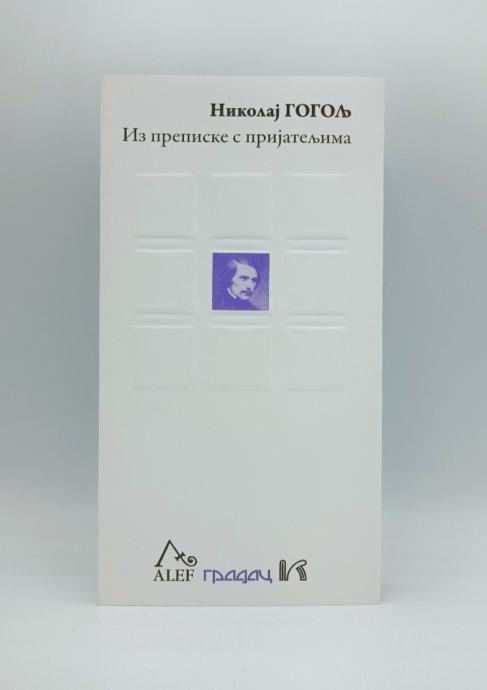 Николај ГОГОЉ
Из преписке с пријатељима
ALEF градац К